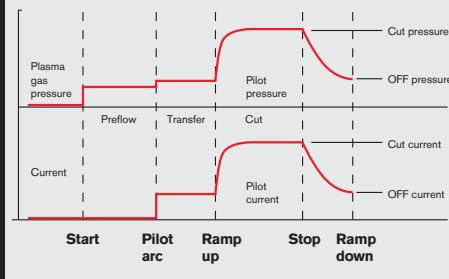 Plasma
gas
pressure
Pilot
pressure
Cut pressure
OFF pressure
Preflow Transfer Cut
Current
Pilot
current
Cut current
OFF current
Start Pilot arc Ramp up Stop Ramp down